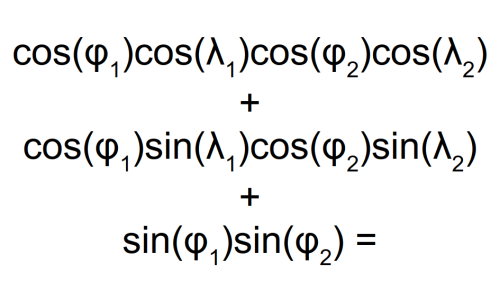 cos(φ₁)cos(λ₁)cos(φ₂)cos(λ₂)
+
cos(φ₁)sin(λ₁)cos(φ₂)sin(λ₂)
+
sin(φ₁)sin(φ₂) =